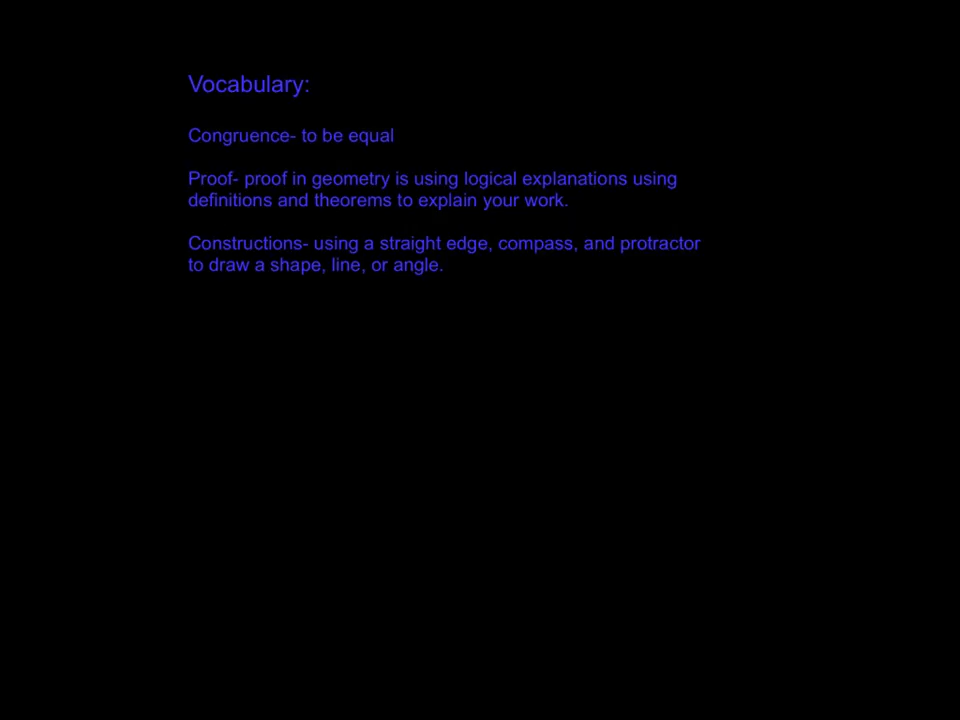 Vocabulary:
Congruence- to be equal
Proof- proof in geometry is using logical explanations using
definitions and theorems to explain your work.
Constructions- using a straight edge, compass, and protractor
to draw a shape, line, or angle.